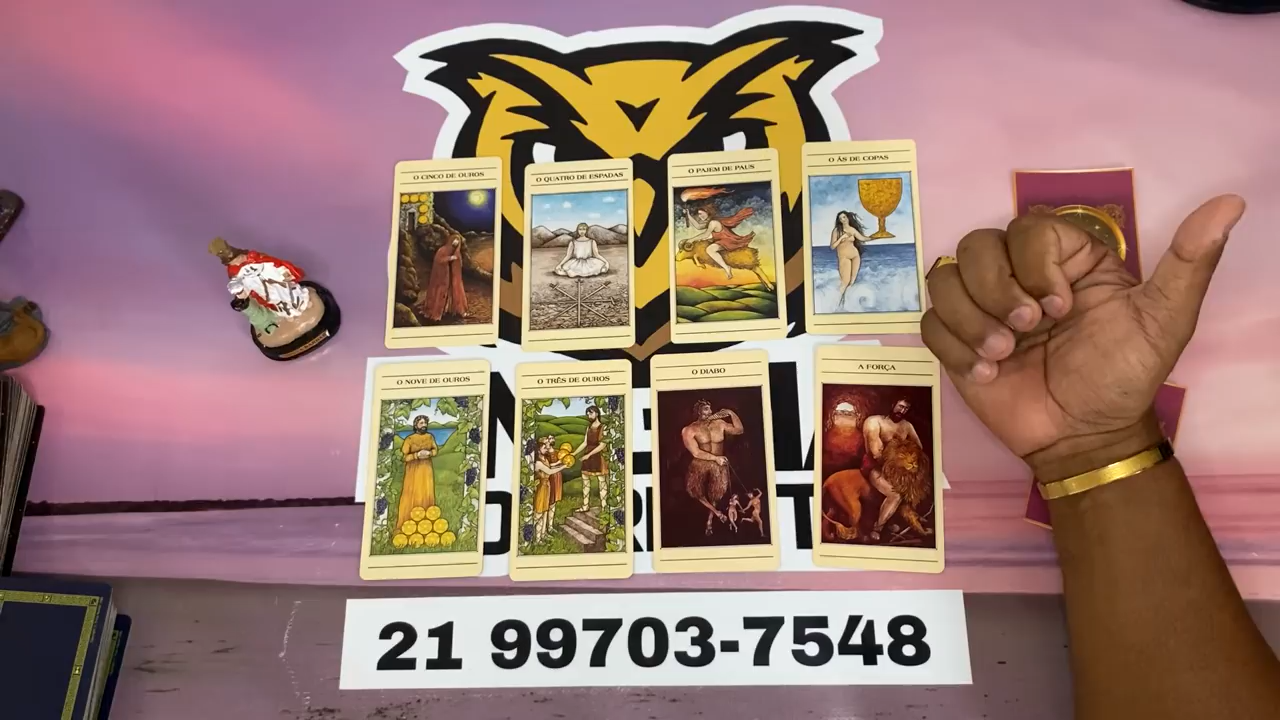 O CINCO DE OUROS
O QUATRO DE ESPADAS
O PAJEM DE PAUS
O ÁS DE COPAS
O NOVE DE OUROS
O TRÊS DE OUROS
O DIABO
A FORÇA
21 99703-7548